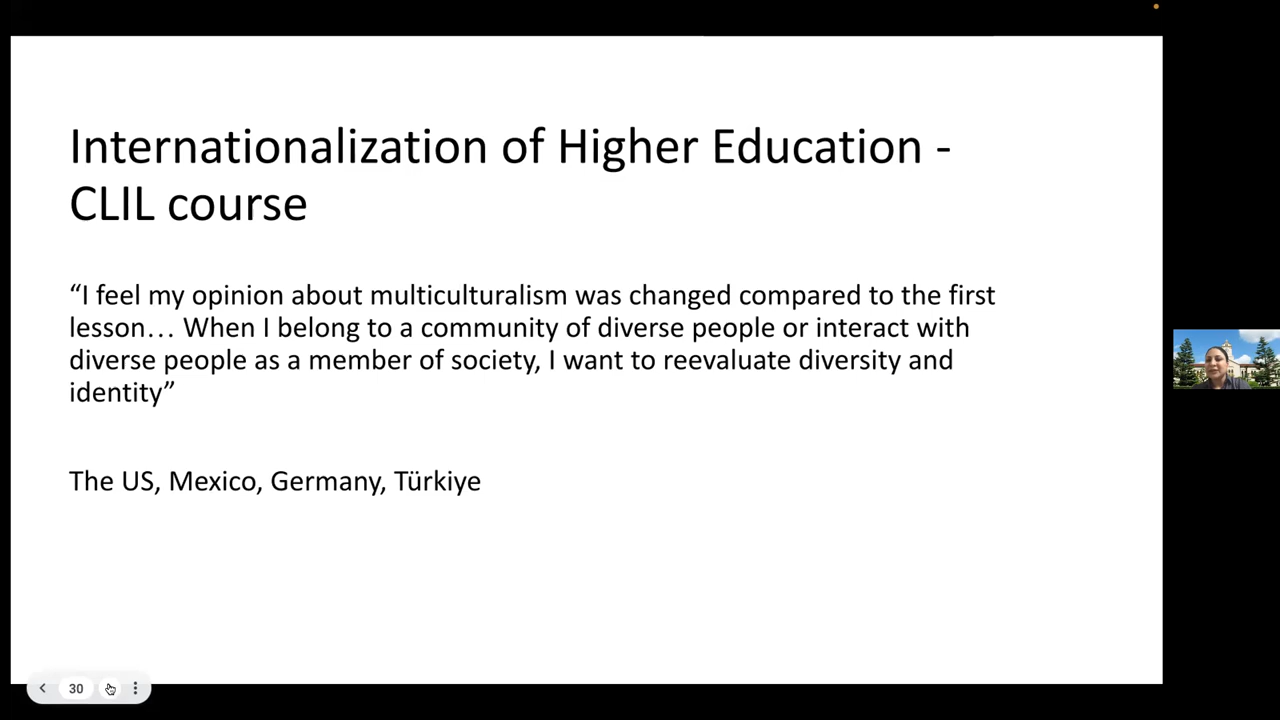 Internationalization of Higher Education -
CLIL course
“I feel my opinion about multiculturalism was changed compared to the first
lesson… When I belong to a community of diverse people or interact with
diverse people as a member of society, I want to reevaluate diversity and
identity”
The US, Mexico, Germany, Türkiye
30